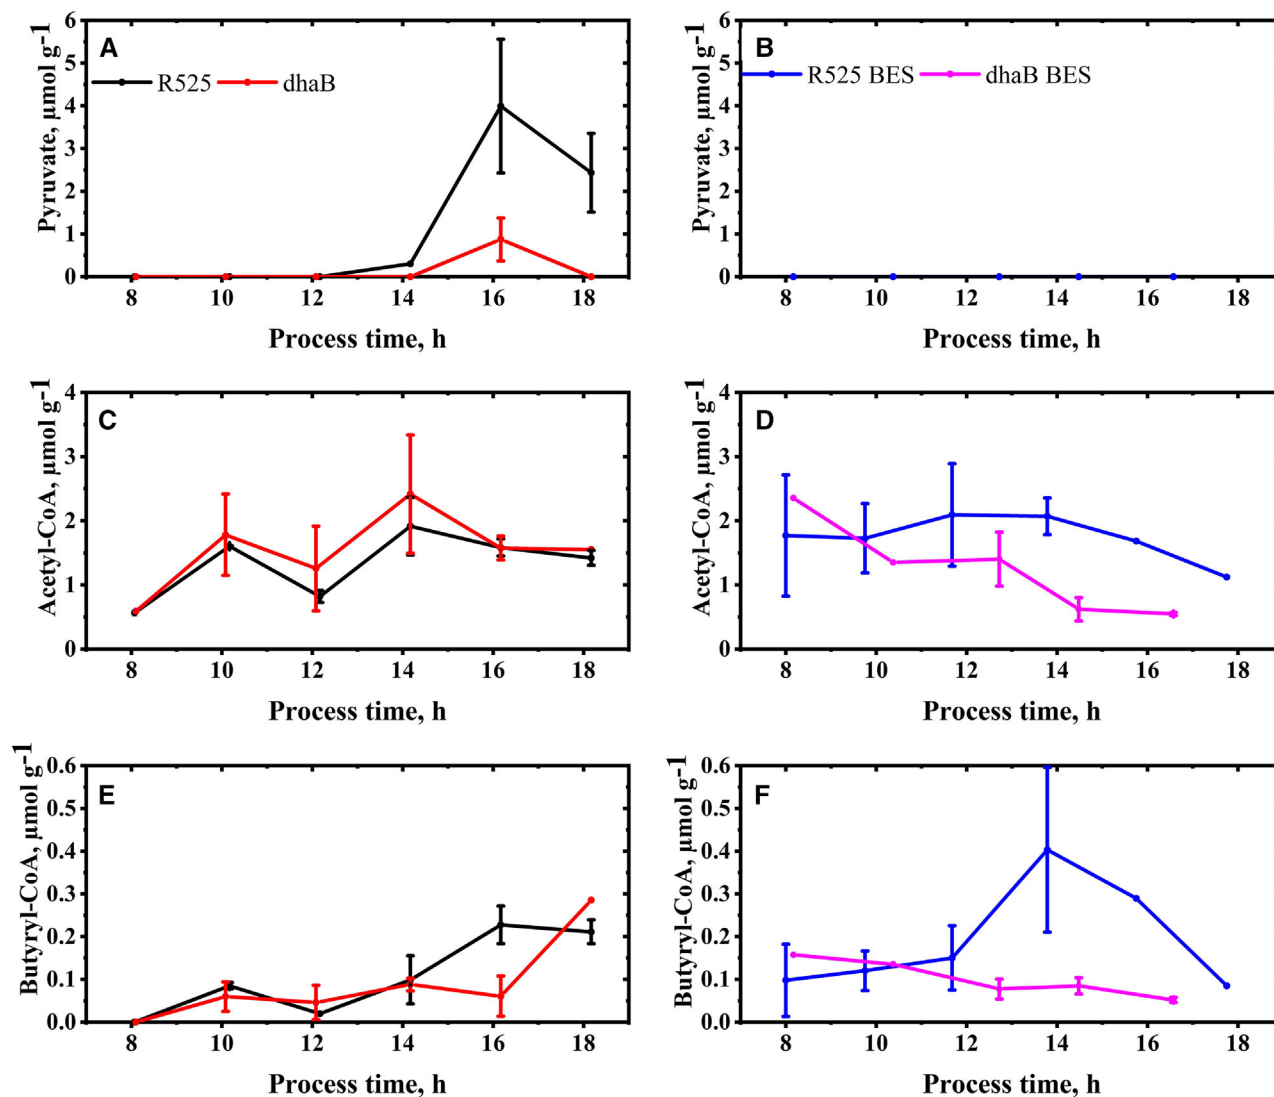 A
R525 dhaB
Pyruvate, µmol g-1
6
5
4
3
2
1
0
8 10 12 14 16 18
Process time, h
B
R525 BES dhaB BES
Pyruvate, µmol g-1
6
5
4
3
2
1
0
8 10 12 14 16 18
Process time, h
C
Acetyl-CoA, µmol g-1
4
3
2
1
0
8 10 12 14 16 18
Process time, h
D
Acetyl-CoA, µmol g-1
4
3
2
1
0
8 10 12 14 16 18
Process time, h
E
Butyryl-CoA, µmol g-1
0.6
0.5
0.4
0.3
0.2
0.1
0.0
8 10 12 14 16 18
Process time, h
F
Butyryl-CoA, µmol g-1
0.6
0.5
0.4
0.3
0.2
0.1
0.0
8 10 12 14 16 18
Process time, h